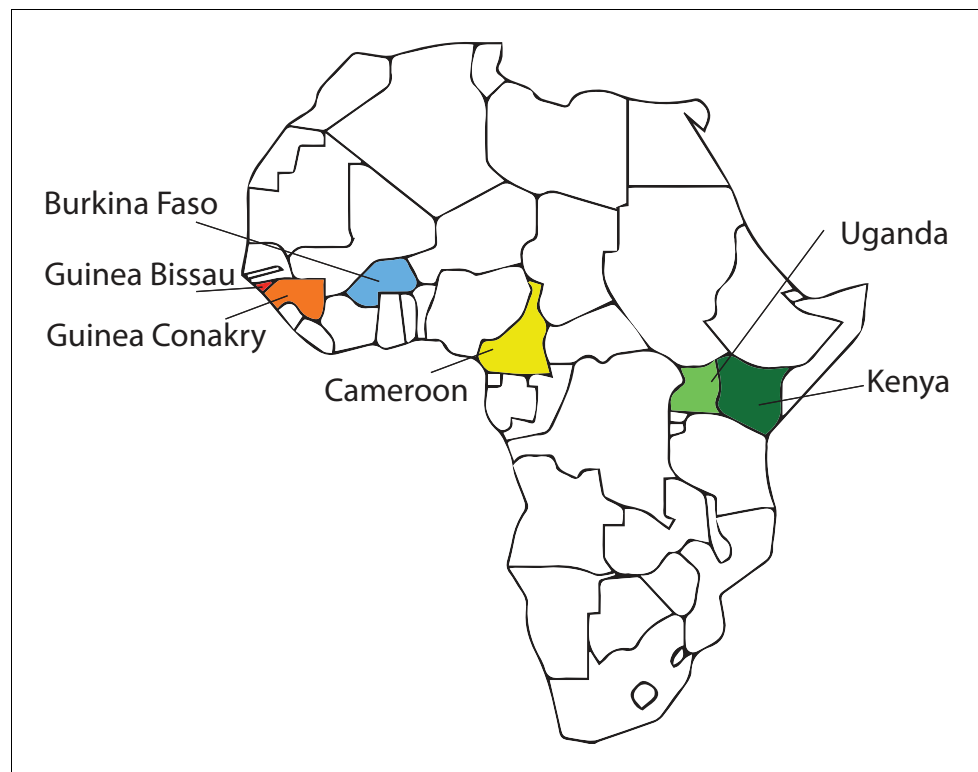 Burkina Faso
Uganda
Guinea Bissau
Guinea Conakry
Cameroon
Kenya